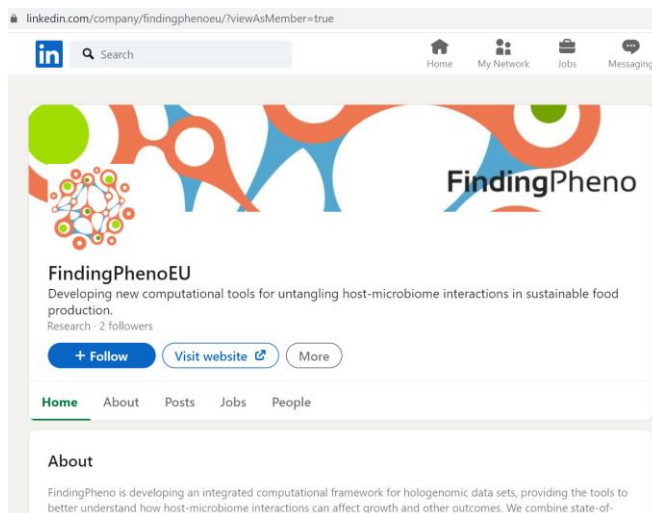 linkedin.com/company/findingphenoeu/?viewAsMember=true
in
Search
Home
My Network
Jobs
Messaging
FindingPheno
FindingPhenoEU
Developing new computational tools for untangling host-microbiome interactions in sustainable food
production.
Research · 2 followers
+ Follow
Visit website
More
Home About Posts Jobs People
About
FindingPheno is developing an integrated computational framework for hologenomic data sets, providing the tools to
better understand how host-microbiome interactions can affect growth and other outcomes. We combine state-of-